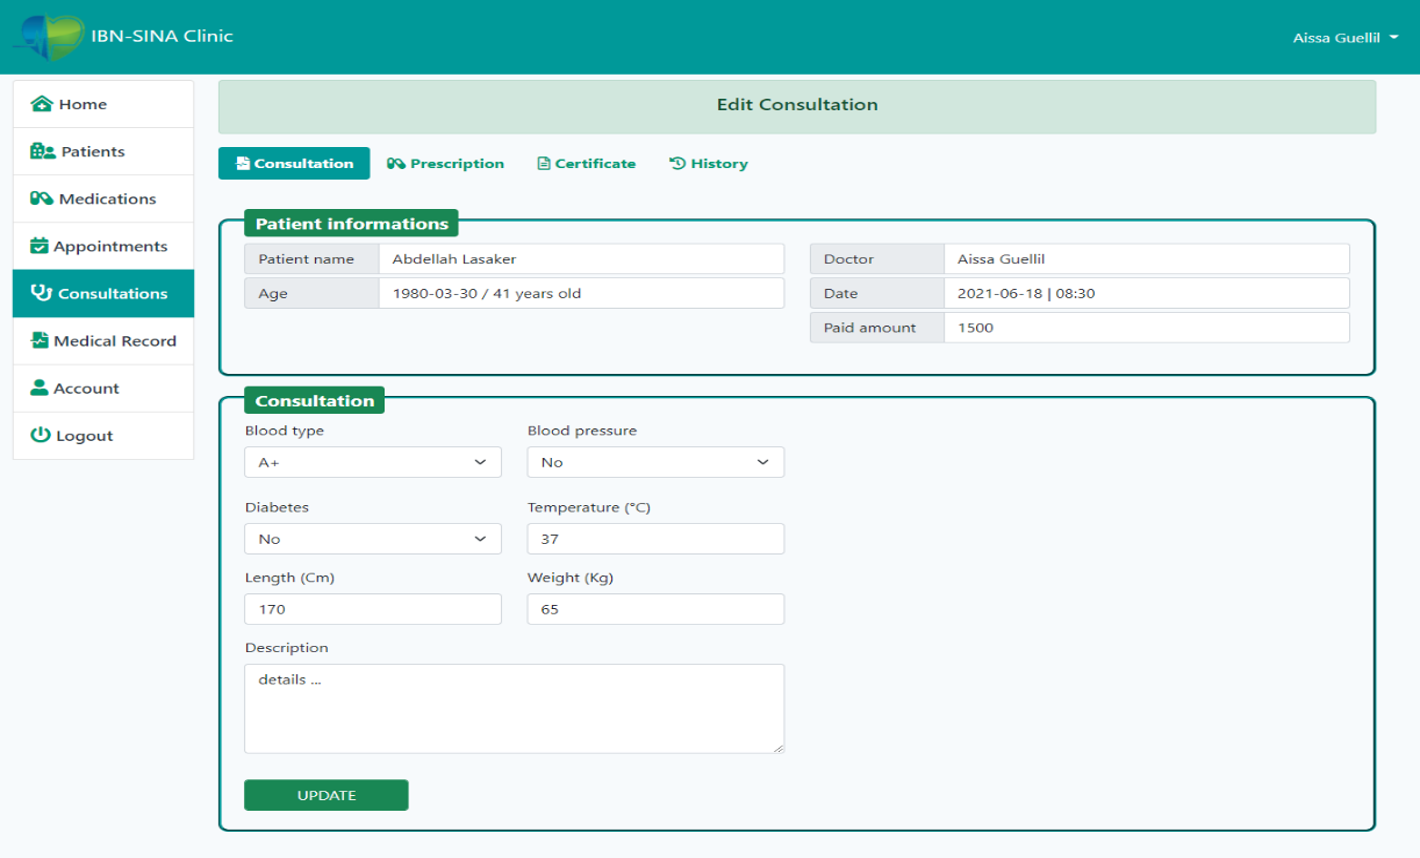 IBN-SINA Clinic
Aissa Guellil
Home
Patients
Medications
Appointments
Consultations
Medical Record
Account
Logout
Edit Consultation
Consultation Prescription Certificate History
Patient informations
Patient name Abdellah Lasaker
Age 1980-03-30 / 41 years old
Doctor Aissa Guellil
Date 2021-06-18 | 08:30
Paid amount 1500
Consultation
Blood type Blood pressure
A+ No
Diabetes Temperature (°C)
No 37
Length (Cm) Weight (Kg)
170 65
Description
details ...
UPDATE